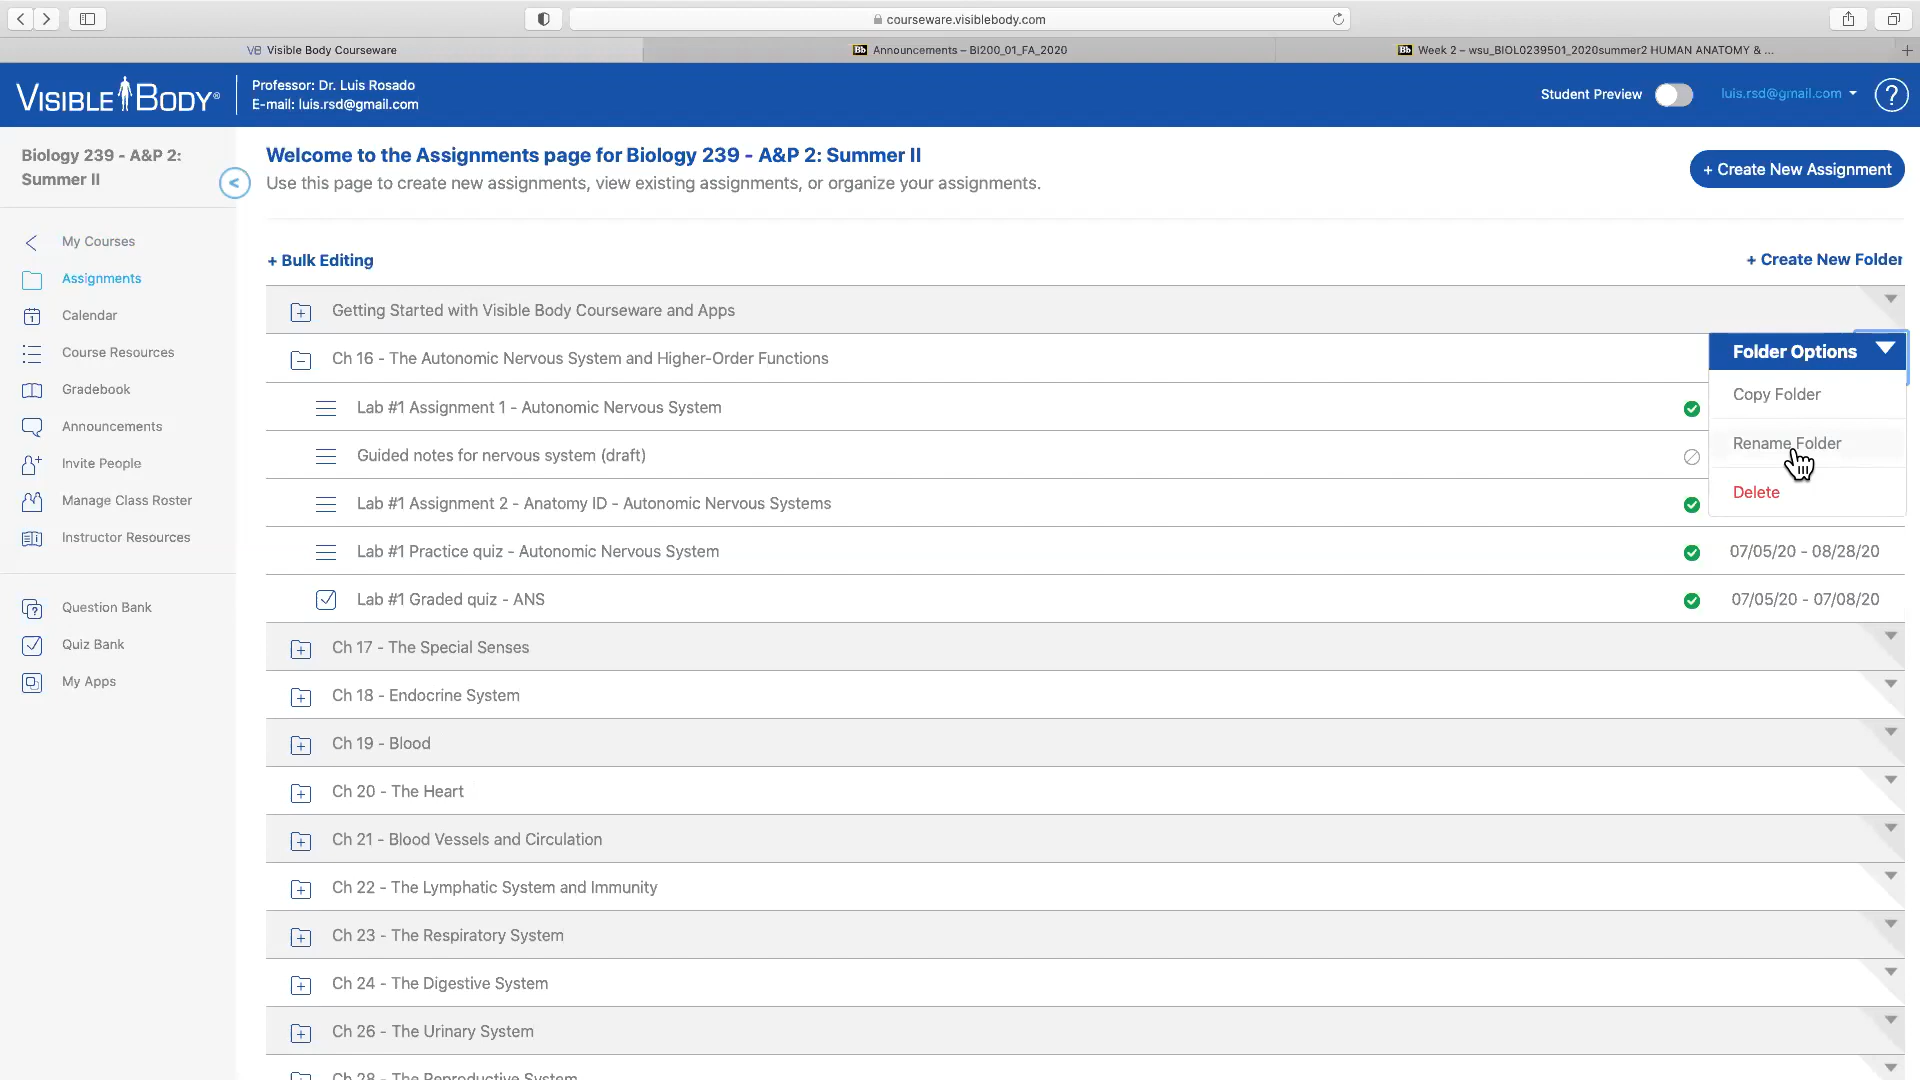 courseware.visiblebody.com
VB Visible Body Courseware
Bb Announcements – BI200_01_FA_2020
Bb Week 2 – wsu_BIOL0239501_2020summer2 HUMAN ANATOMY & ...
VISIBLE BODY®
Professor: Dr. Luis Rosado
E-mail: luis.rsd@gmail.com
Student Preview
luis.rsd@gmail.com
?
Biology 239 - A&P 2:
Summer II
<
Welcome to the Assignments page for Biology 239 - A&P 2: Summer II
Use this page to create new assignments, view existing assignments, or organize your assignments.
+ Create New Assignment
My Courses
Assignments
Calendar
Course Resources
Gradebook
Announcements
Invite People
Manage Class Roster
Instructor Resources
Question Bank
Quiz Bank
My Apps
+ Bulk Editing
+ Create New Folder
Getting Started with Visible Body Courseware and Apps
Ch 16 - The Autonomic Nervous System and Higher-Order Functions
Folder Options
Copy Folder
Rename Folder
Delete
Lab #1 Assignment 1 - Autonomic Nervous System
Guided notes for nervous system (draft)
Lab #1 Assignment 2 - Anatomy ID - Autonomic Nervous Systems
Lab #1 Practice quiz - Autonomic Nervous System
07/05/20 - 08/28/20
Lab #1 Graded quiz - ANS
07/05/20 - 07/08/20
Ch 17 - The Special Senses
Ch 18 - Endocrine System
Ch 19 - Blood
Ch 20 - The Heart
Ch 21 - Blood Vessels and Circulation
Ch 22 - The Lymphatic System and Immunity
Ch 23 - The Respiratory System
Ch 24 - The Digestive System
Ch 26 - The Urinary System
Ch 28 - The Reproductive System